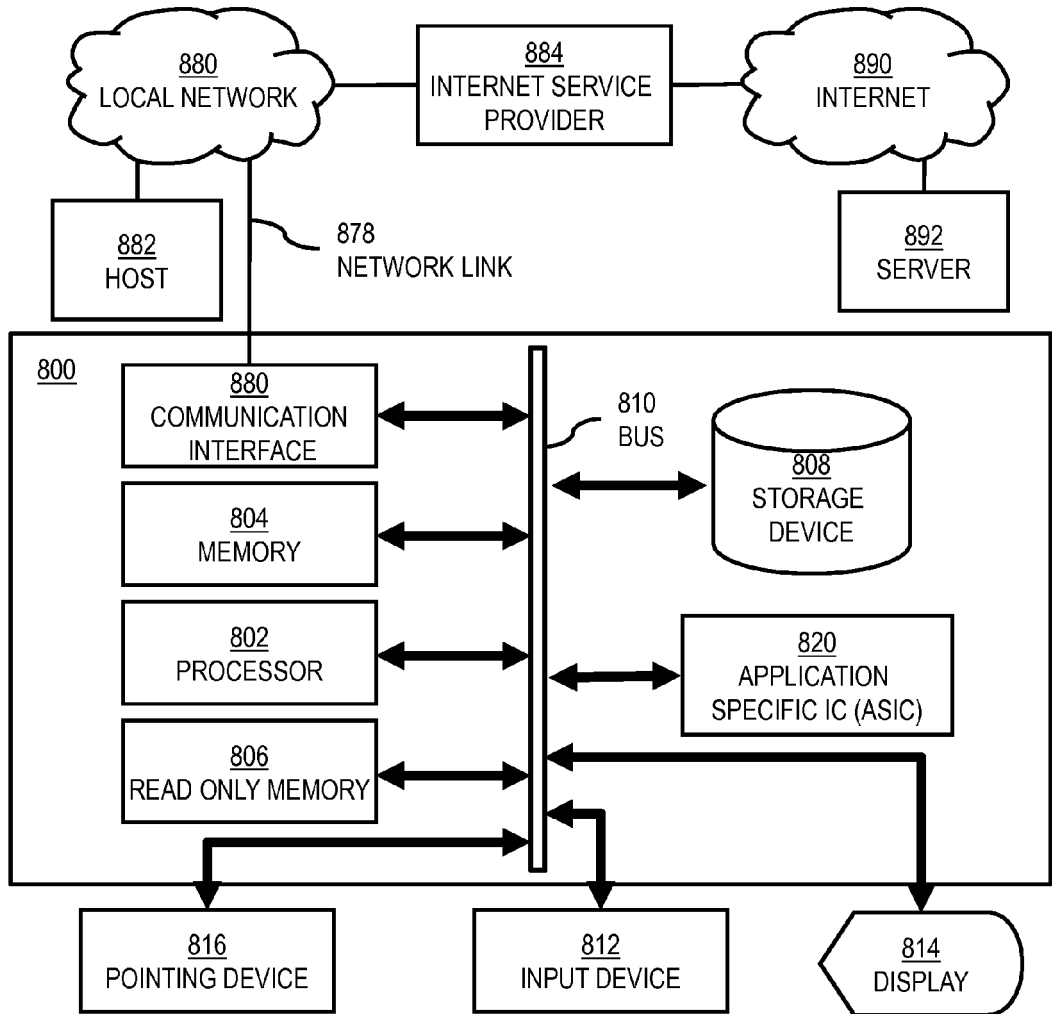 880
LOCAL NETWORK
884
INTERNET SERVICE
PROVIDER
890
INTERNET
882
HOST
878
NETWORK LINK
892
SERVER
800
880
COMMUNICATION
INTERFACE
810
BUS
808
STORAGE
DEVICE
804
MEMORY
802
PROCESSOR
820
APPLICATION
SPECIFIC IC (ASIC)
806
READ ONLY MEMORY
816
POINTING DEVICE
812
INPUT DEVICE
814
DISPLAY